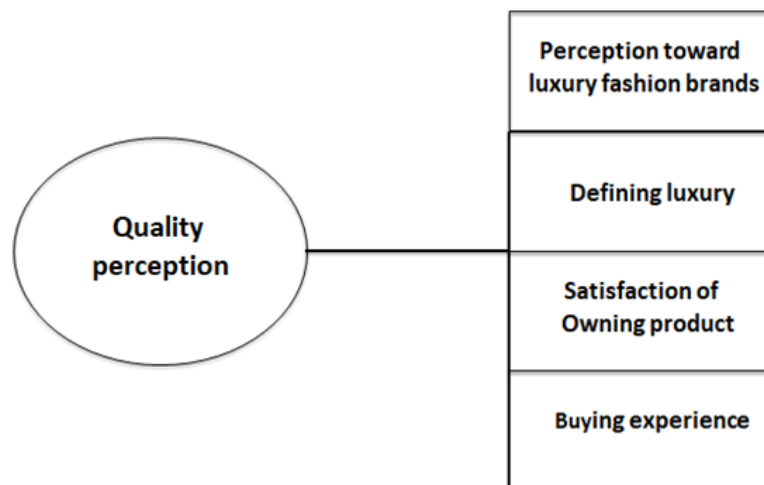 Perception toward
luxury fashion brands
Defining luxury
Quality
perception
Satisfaction of
Owning product
Buying experience